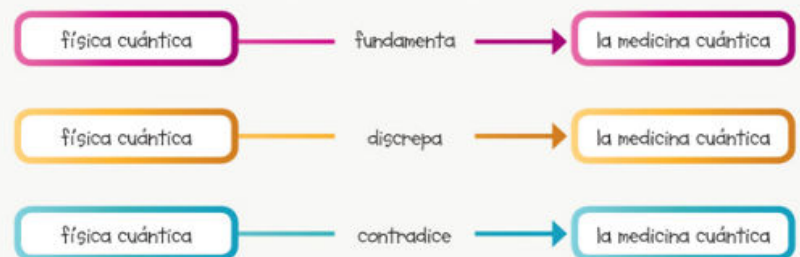 física cuántica fundamenta la medicina cuántica
física cuántica discrepa la medicina cuántica
física cuántica contradice la medicina cuántica